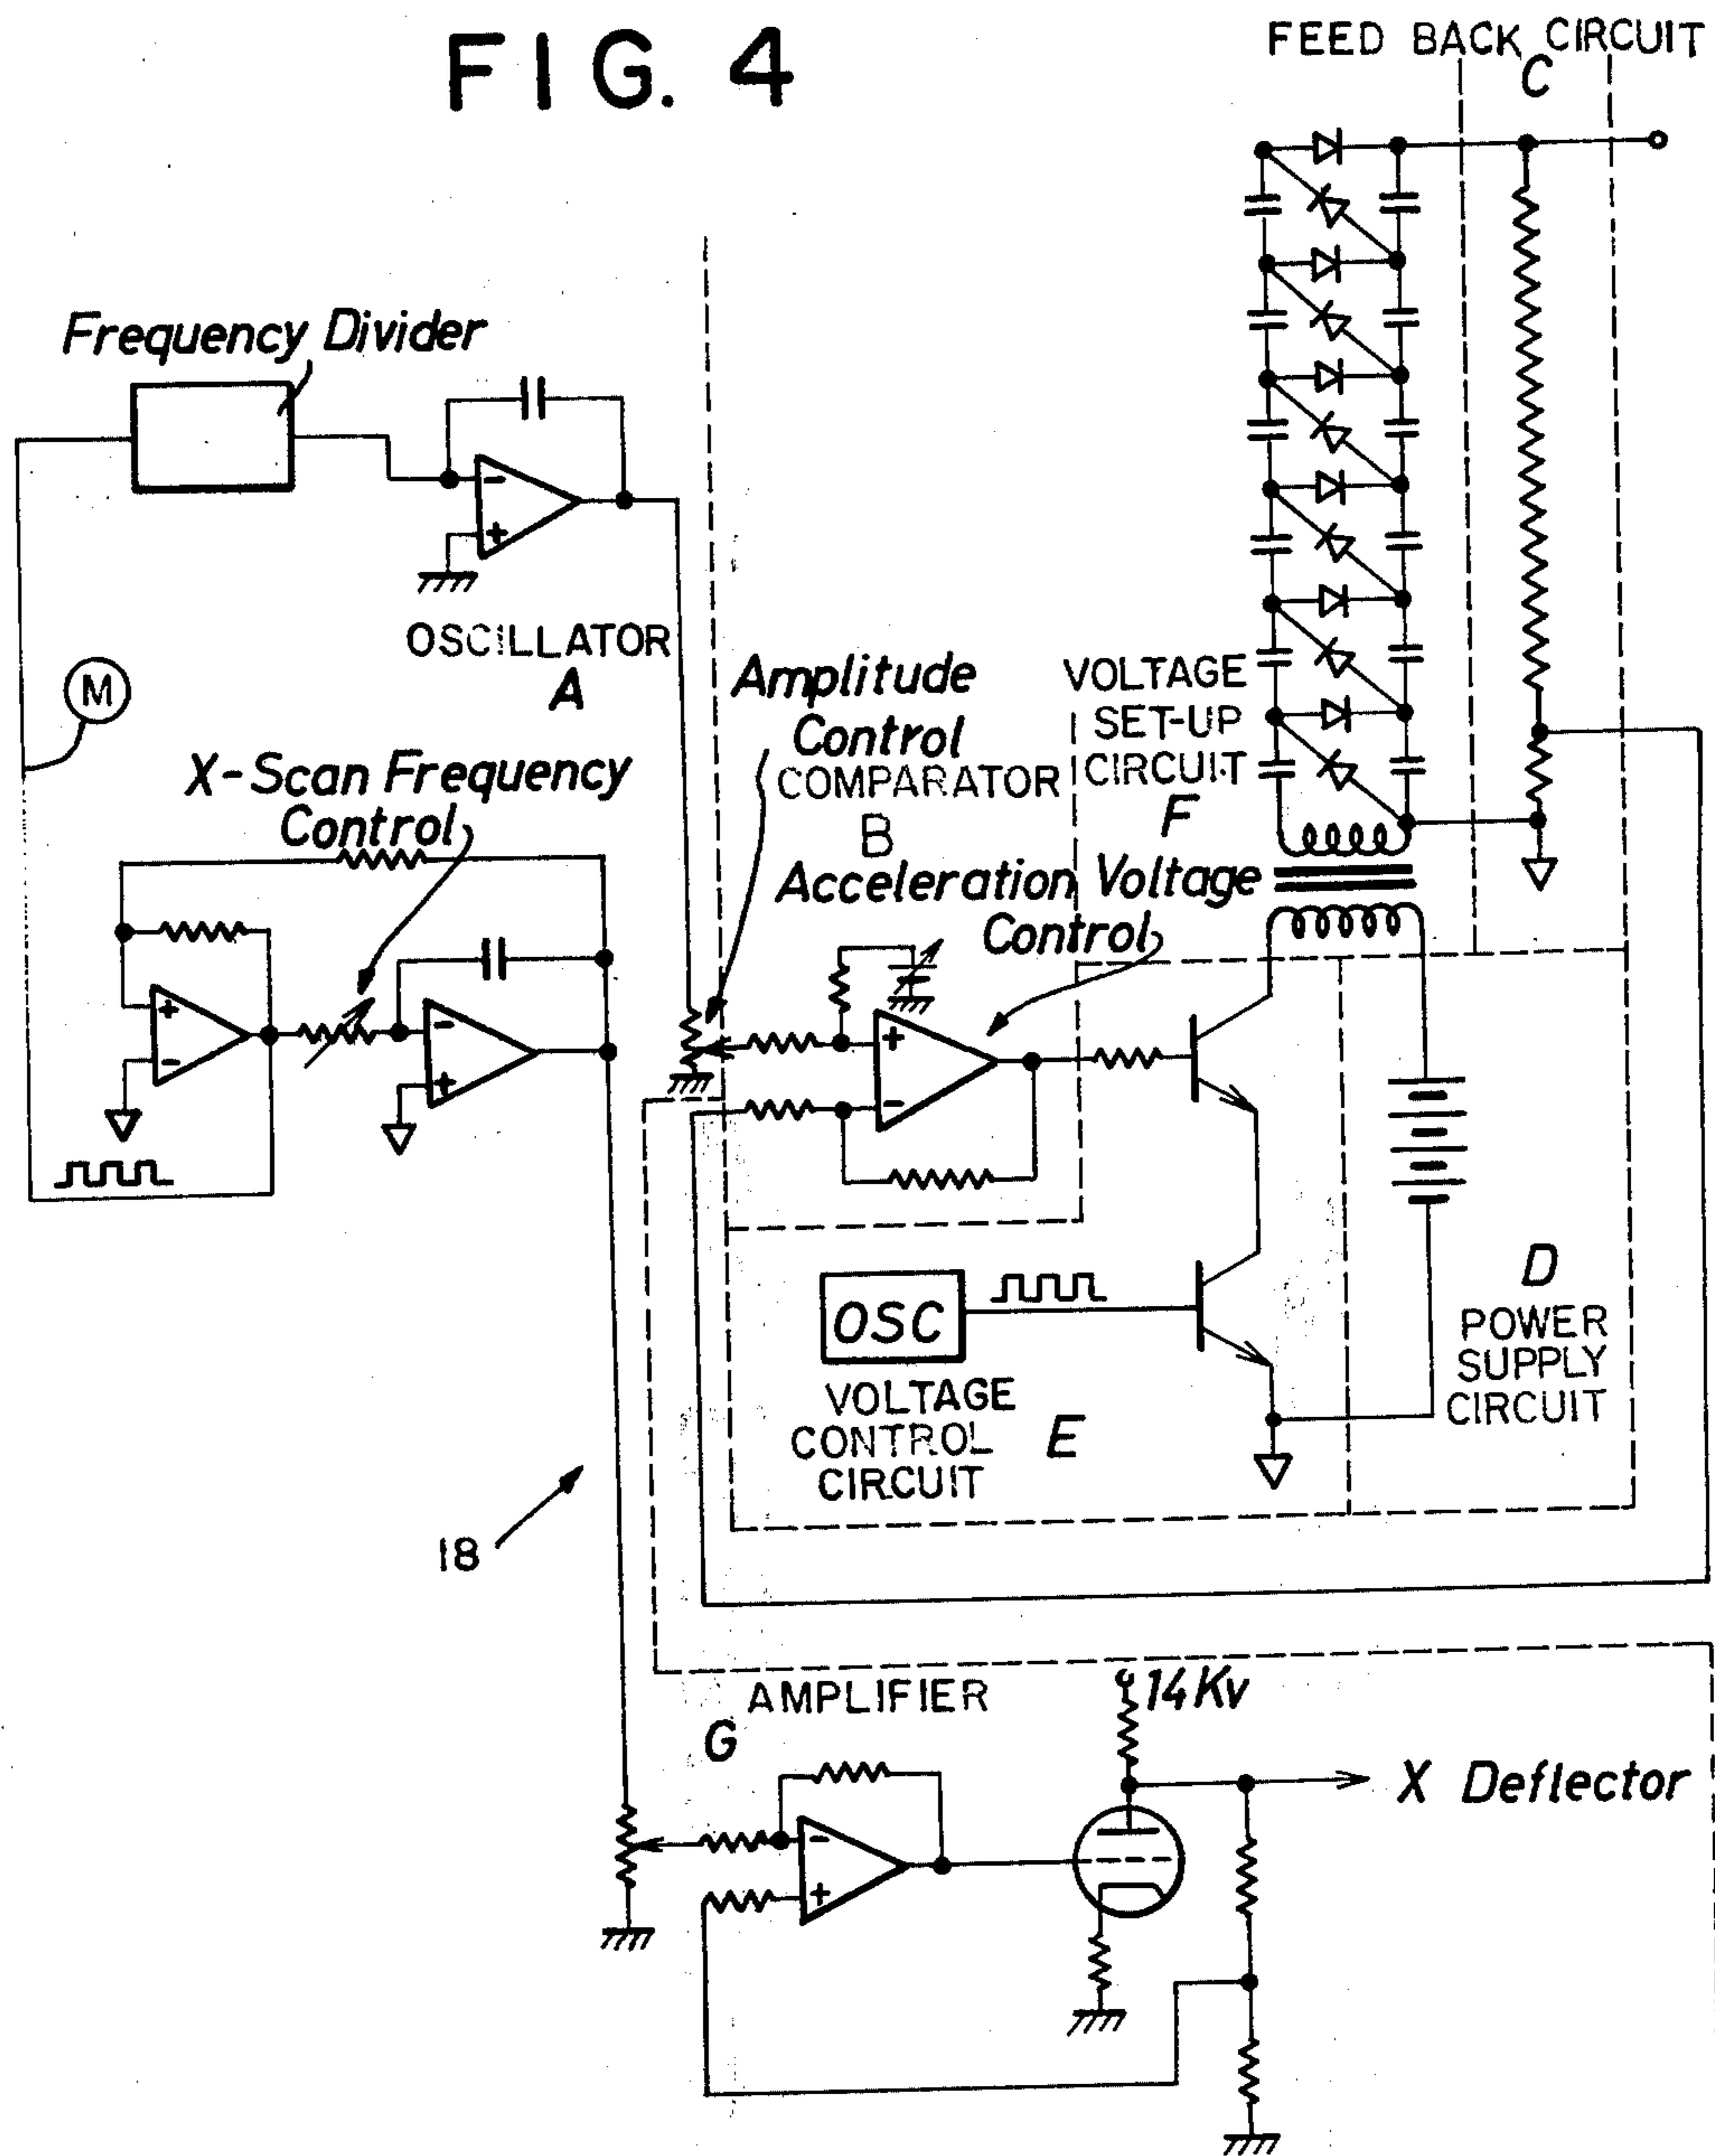 FIG. 4
FEED BACK CIRCUIT
C
Frequency Divider
OSCILLATOR
A
M
Amplitude
Control
COMPARATOR
B
VOLTAGE
SET-UP
CIRCUIT
F
X-Scan Frequency
Control
Acceleration Voltage
Control
+
-
-
+
-
+
+
-
OSC
VOLTAGE
CONTROL
CIRCUIT
E
D
POWER
SUPPLY
CIRCUIT
18
AMPLIFIER
G
14Kv
X Deflector
-
+